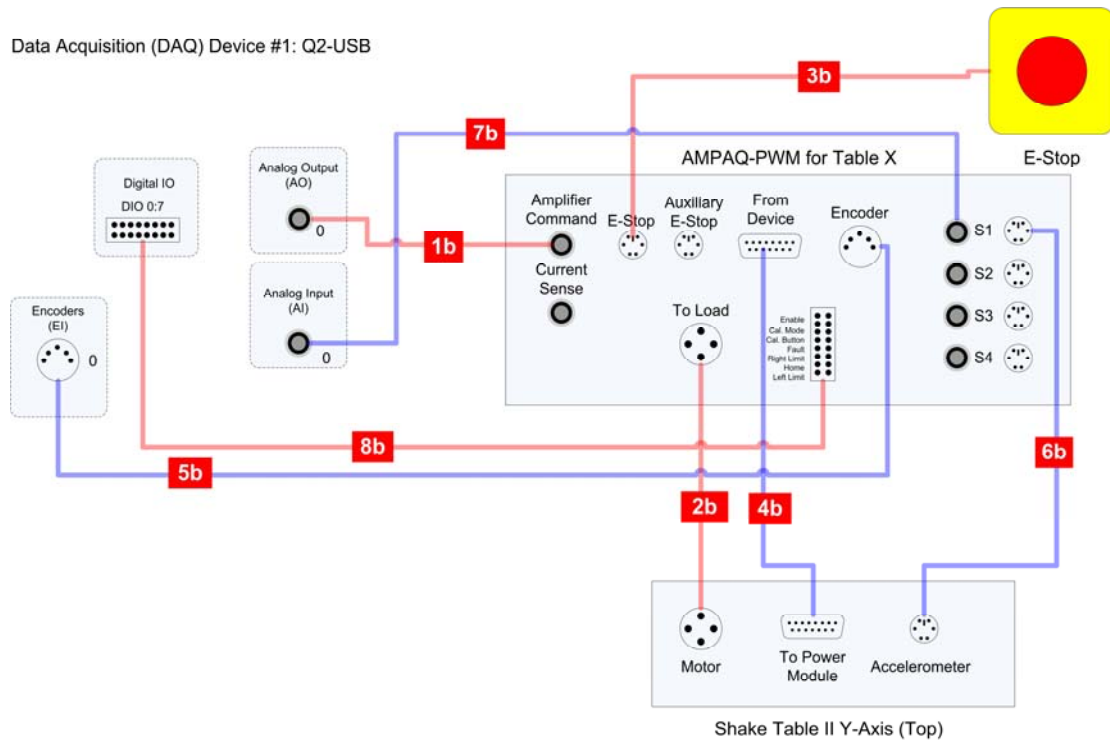 Data Acquisition (DAQ) Device #1: Q2-USB
3b
7b
AMPAQ-PWM for Table X
E-Stop
Digital IO
DIO 0:7
Analog Output
(AO)
0
1b
Amplifier
Command
E-Stop
Auxiliary
E-Stop
From
Device
Encoder
S1
S2
S3
S4
Current
Sense
Analog Input
(AI)
0
Encoders
(EI)
0
To Load
Enable
Cal. Mode
Cal. Button
Fault
Right Limit
Home
Left Limit
8b
5b
6b
2b
4b
Motor
To Power
Module
Accelerometer
Shake Table II Y-Axis (Top)